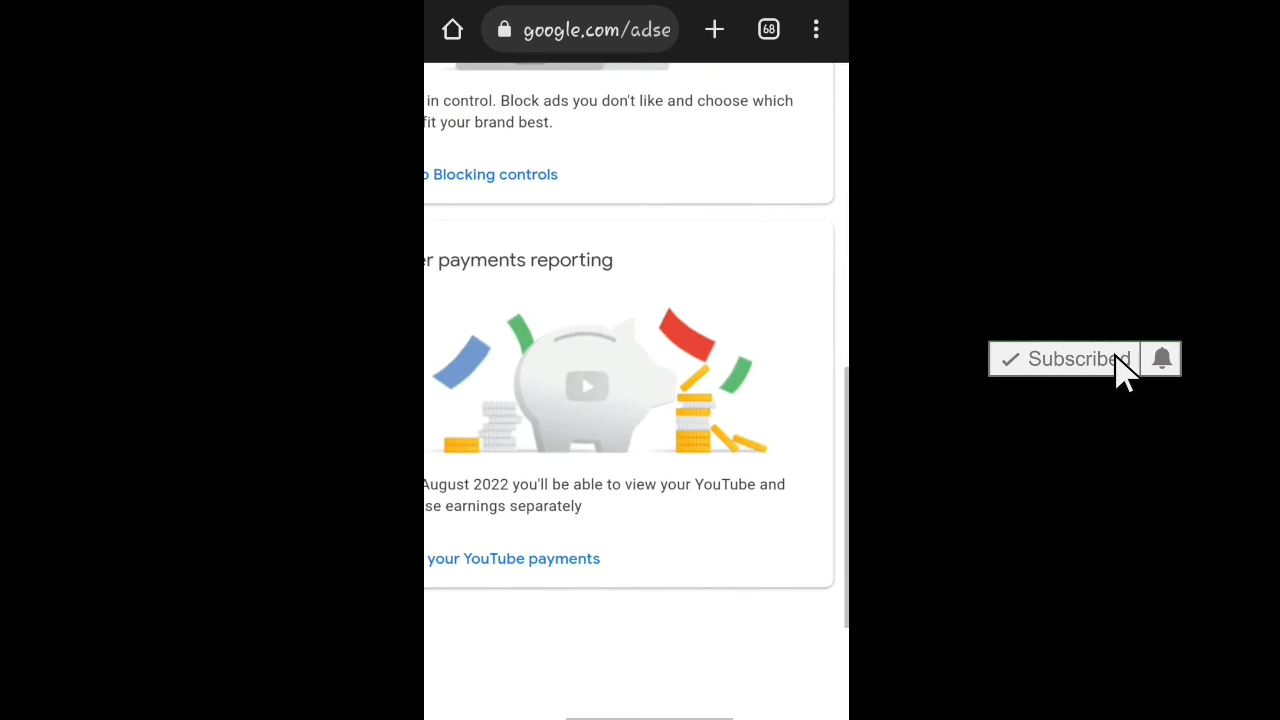 google.com/adse
68
in control. Block ads you don't like and choose which
fit your brand best.
Blocking controls
er payments reporting
August 2022 you'll be able to view your YouTube and
se earnings separately
your YouTube payments
Subscribed